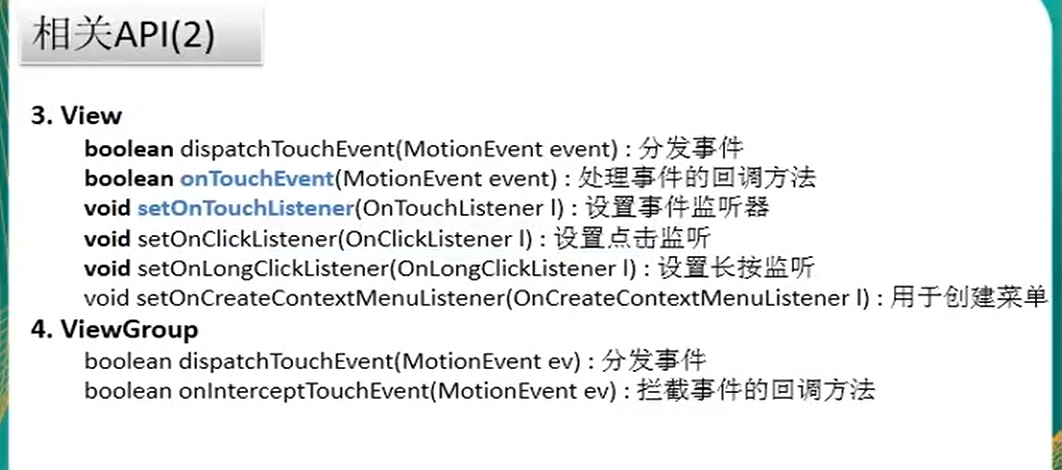 相关API(2)
3. View
boolean dispatchTouchEvent(MotionEvent event) : 分发事件
boolean onTouchEvent(MotionEvent event) : 处理事件的回调方法
void setOnTouchListener(OnTouchListener l) : 设置事件监听器
void setOnClickListener(OnClickListener l) : 设置点击监听
void setOnLongClickListener(OnLongClickListener l) : 设置长按监听
void setOnCreateContextMenuListener(OnCreateContextMenuListener l) : 用于创建菜单
4. ViewGroup
boolean dispatchTouchEvent(MotionEvent ev) : 分发事件
boolean onInterceptTouchEvent(MotionEvent ev) : 拦截事件的回调方法